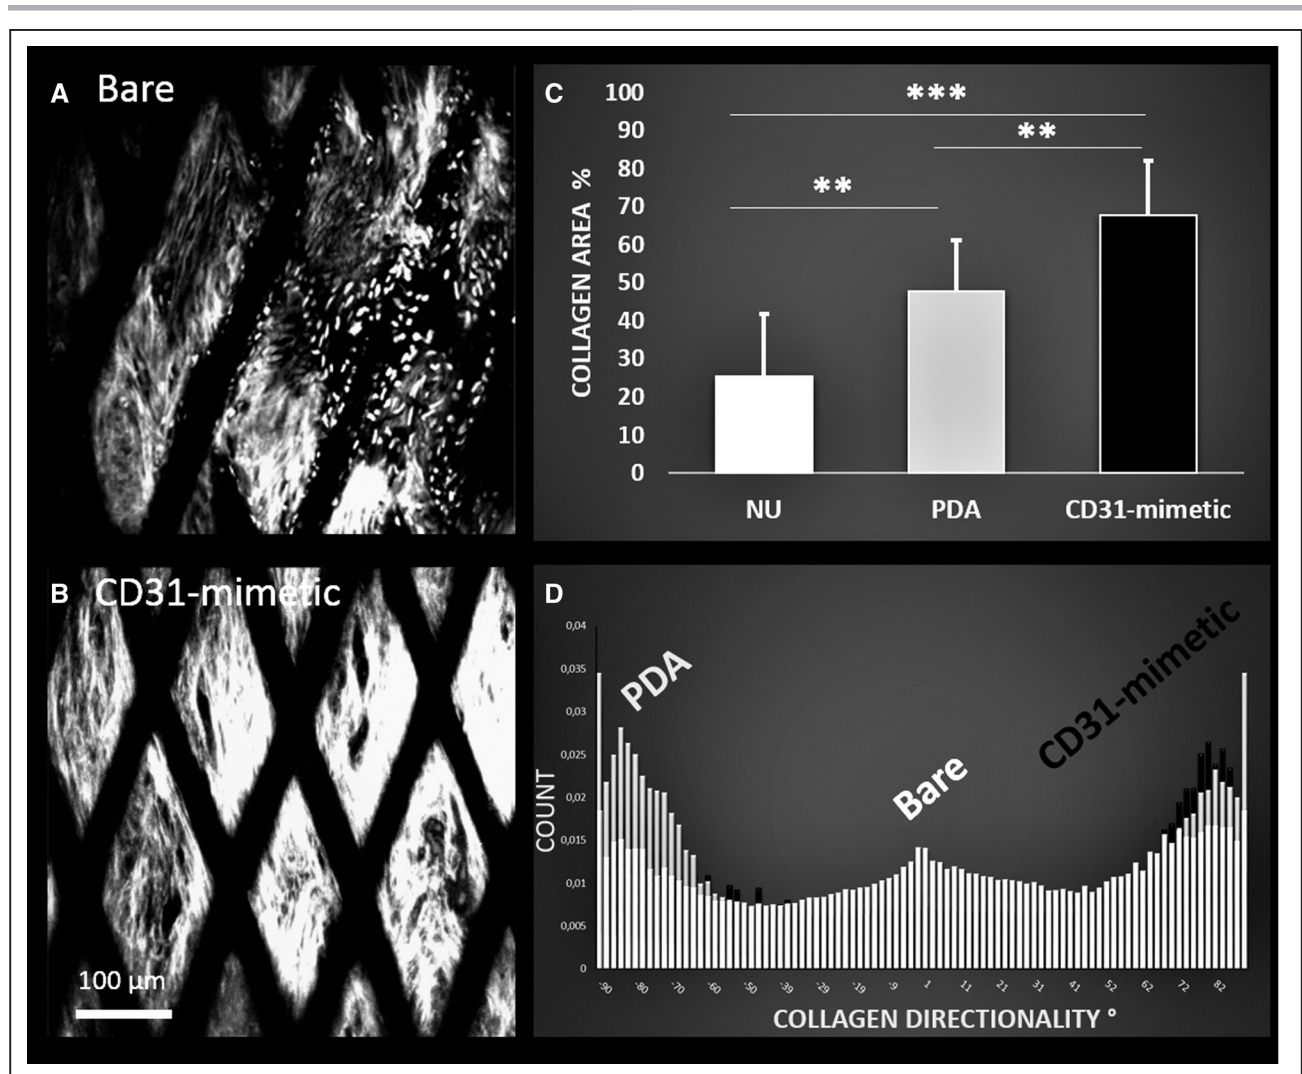 A Bare
B CD31-mimetic
100 µm
C
***
**
**
COLLAGEN AREA %
100
90
80
70
60
50
40
30
20
10
0
NU PDA CD31-mimetic
D
PDA
Bare
CD31-mimetic
COUNT
0,04
0,035
0,03
0,025
0,02
0,015
0,01
0,005
0
-90 -80 -70 -60 -50 -39 -29 -19 -9 1 11 21 31 41 52 62 72 82
COLLAGEN DIRECTIONALITY °